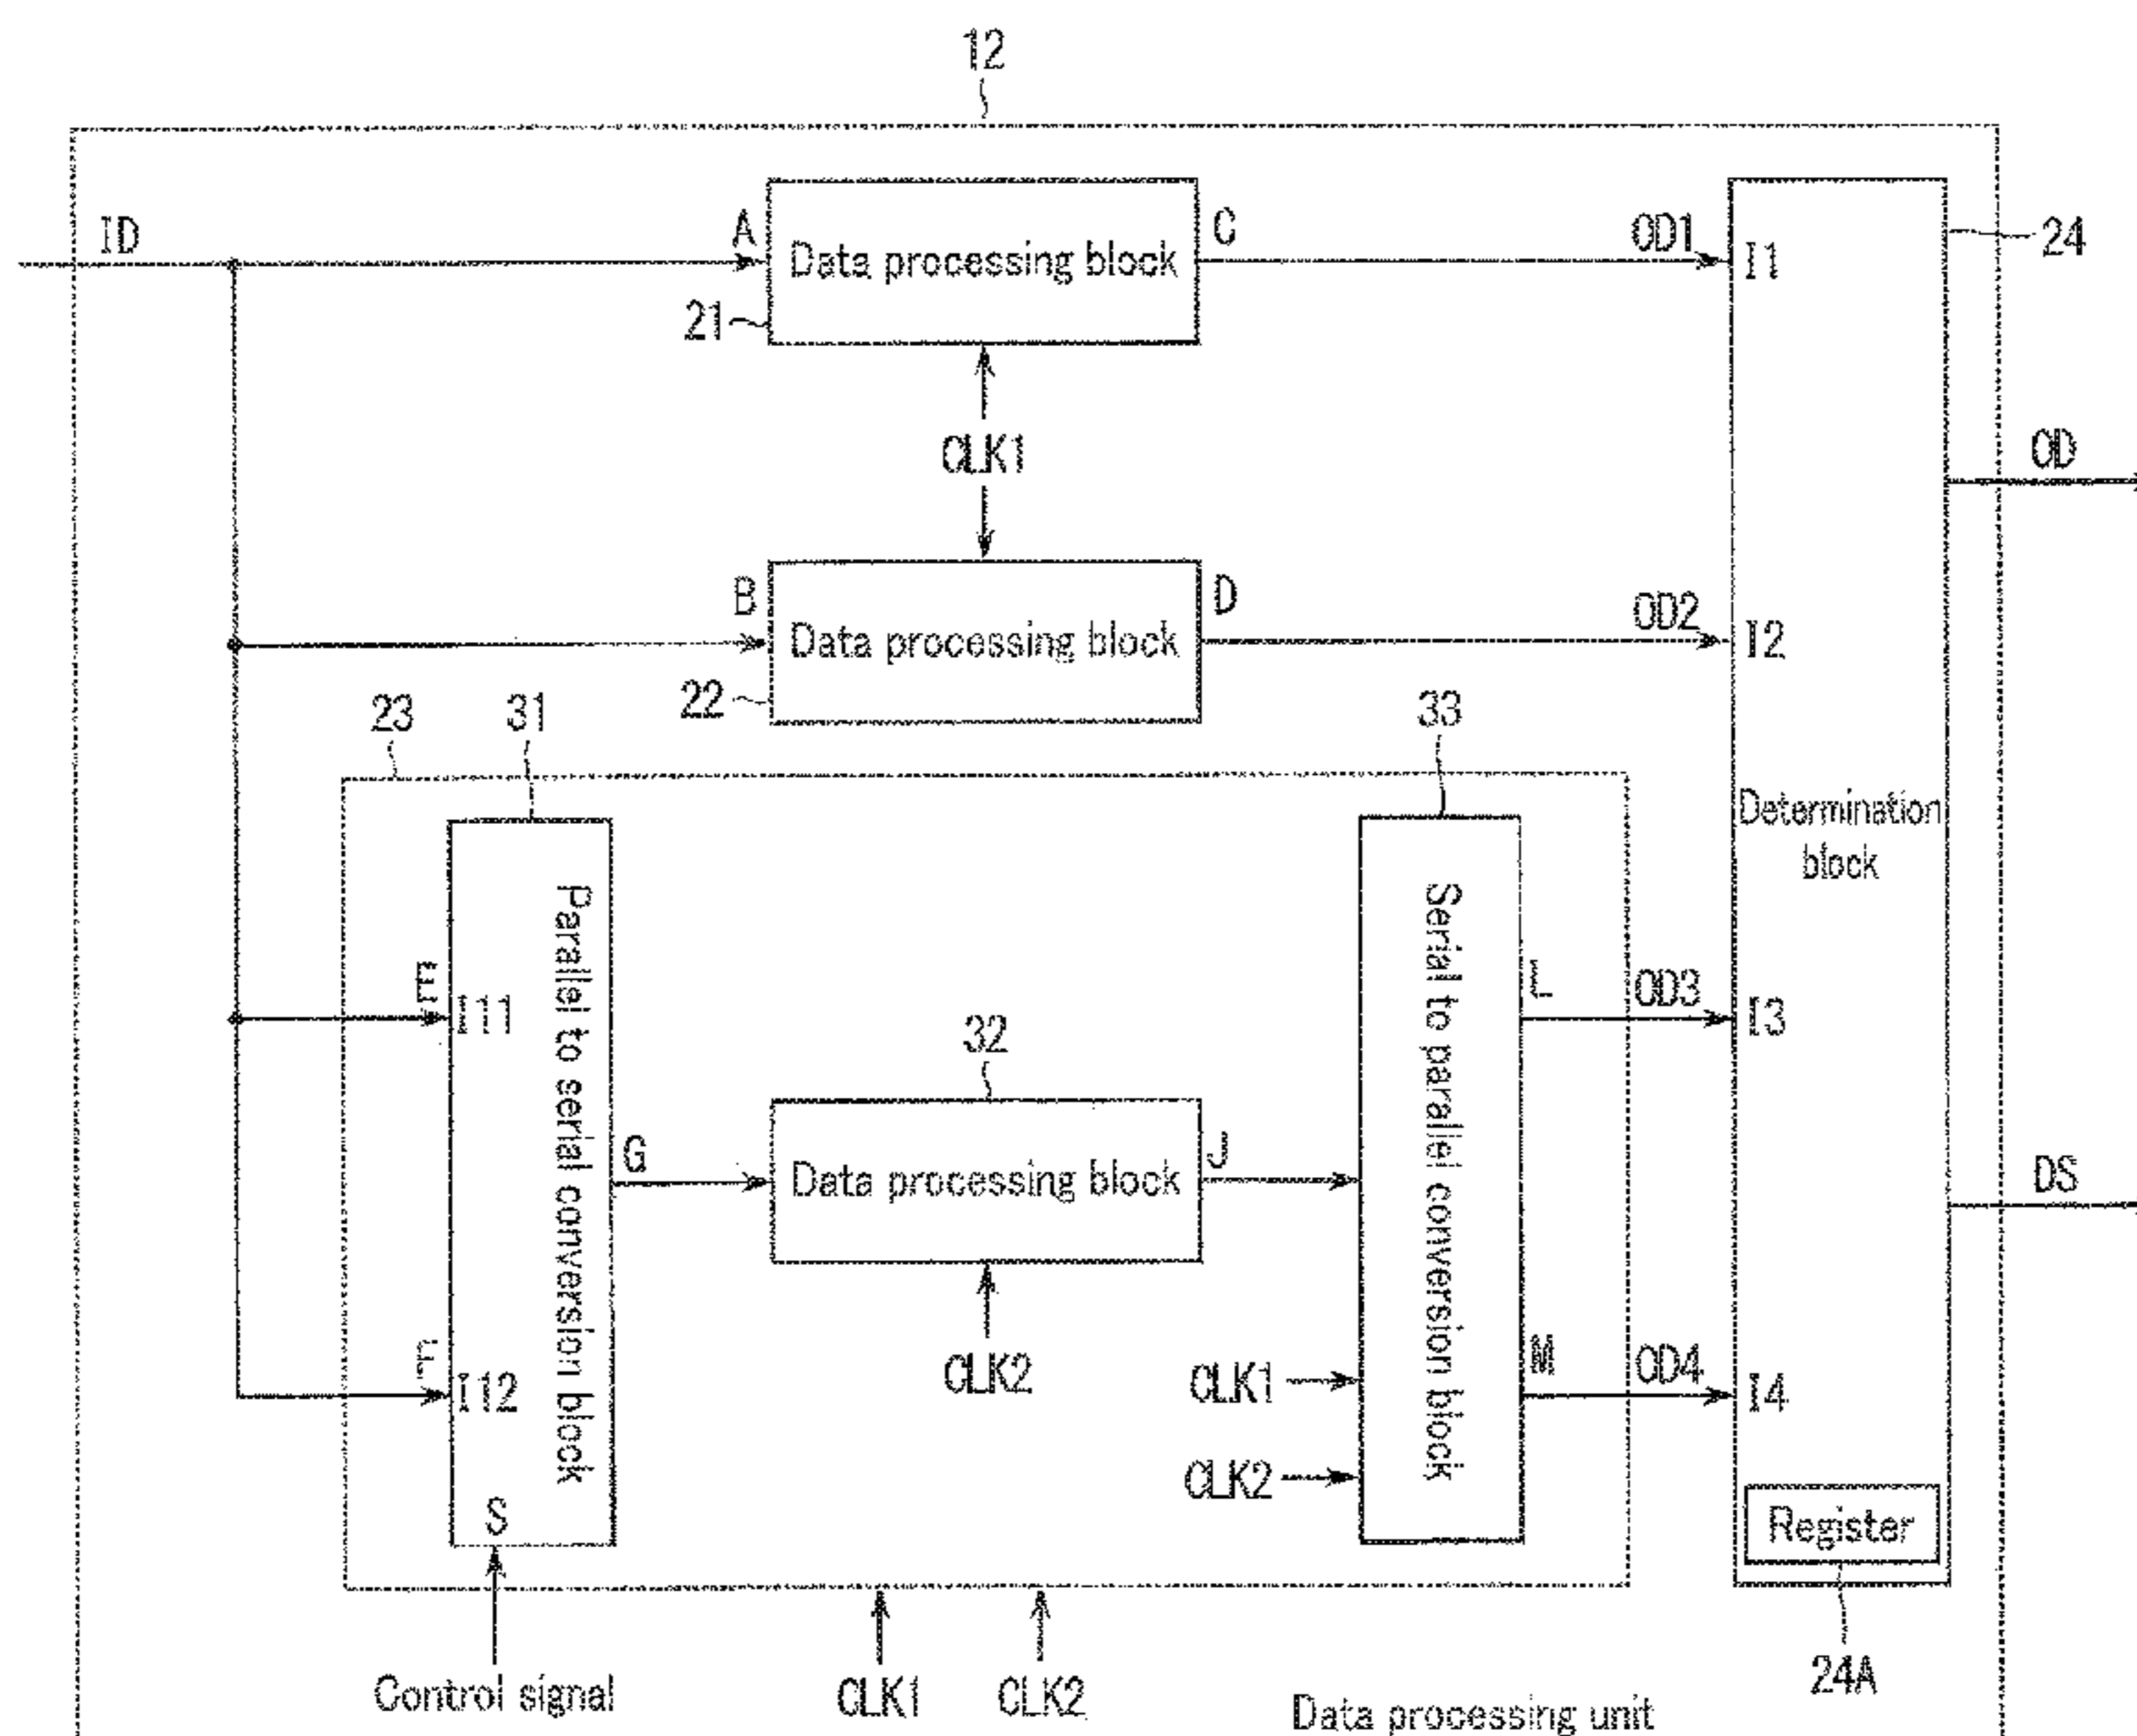 12
ID
A
Data processing block
C
OD1
I1
24
21
CLK1
OD
B
Data processing block
D
OD2
I2
22
23
31
33
Determination
block
E
I11
Parallel to serial conversion block
Serial to parallel conversion block
L
OD3
I3
32
G
Data processing block
J
DS
F
I12
CLK2
CLK1
M
OD4
I4
CLK2
S
Register
Control signal
CLK1
CLK2
24A
Data processing unit